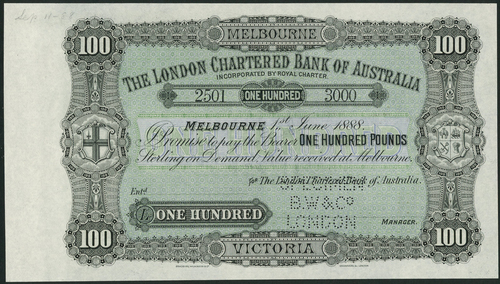 100 MELBOURNE 100
THE LONDON CHARTERED BANK OF AUSTRALIA
INCORPORATED BY ROYAL CHARTER.
2501 ONE HUNDRED 3000
MELBOURNE 1st June 1888.
I Promise to pay the Bearer ONE HUNDRED POUNDS
Sterling on Demand Value received at Melbourne.
For The London Chartered Bank of Australia.
SPECIMEN
Entd
B.W&Co
£ ONE HUNDRED
LONDON
MANAGER.
100 VICTORIA 100